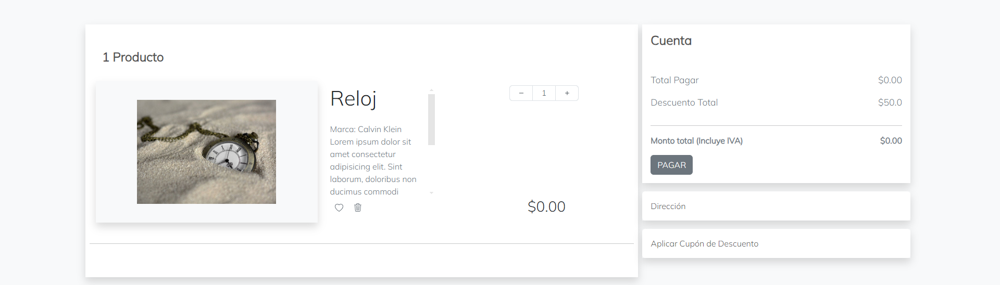 1 Producto
Reloj
Marca: Calvin Klein
Lorem ipsum dolor sit
amet consectetur
adipisicing elit. Sint
laborum, doloribus non
ducimus commodi
− 1 +
$0.00
Cuenta
Total Pagar $0.00
Descuento Total $50.0
Monto total (Incluye IVA) $0.00
PAGAR
Dirección
Aplicar Cupón de Descuento